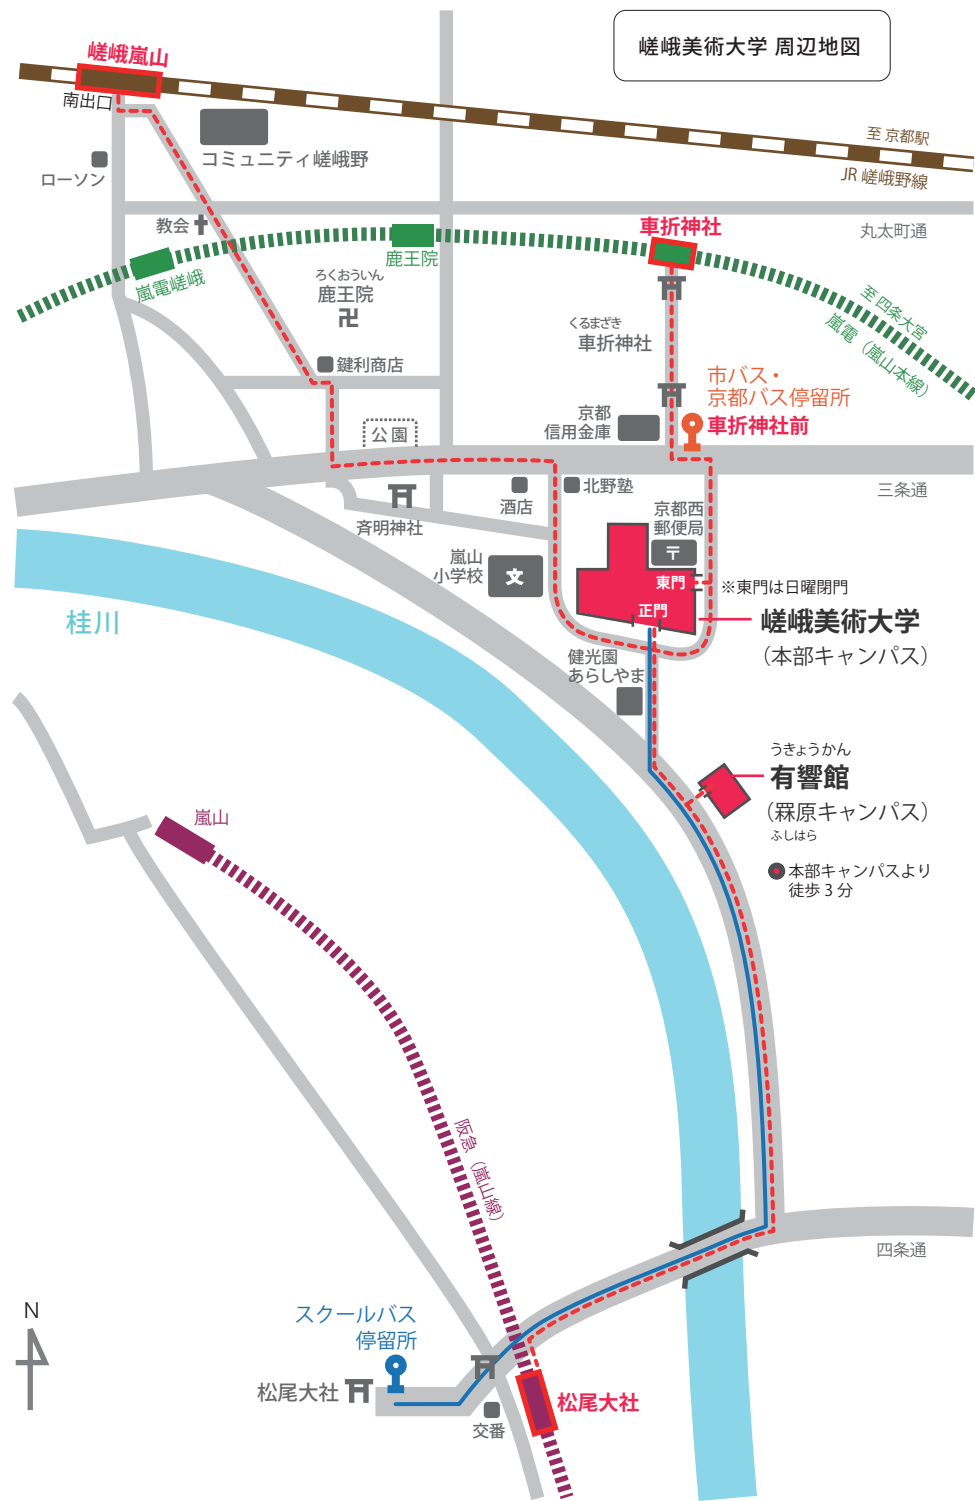 嵯峨美術大学 周辺地図
嵯峨嵐山
南出口
至 京都駅
コミュニティ嵯峨野
ローソン
JR 嵯峨野線
教会
車折神社
丸太町通
鹿王院
嵐電嵯峨
ろくおういん
鹿王院
卍
至 四条大宮
嵐電（嵐山本線）
くるまざき
車折神社
鍵利商店
市バス・
京都バス停留所
車折神社前
京都
信用金庫
公園
三条通
北野塾
酒店
斉明神社
京都西
郵便局
〒
嵐山
小学校
文
東門
※東門は日曜閉門
正門
嵯峨美術大学
（本部キャンパス）
桂川
健光園
あらしやま
うきょうかん
有響館
（罧原キャンパス）
ふしはら
本部キャンパスより
徒歩 3 分
嵐山
阪急（嵐山線）
四条通
N
スクールバス
停留所
松尾大社
松尾大社
交番